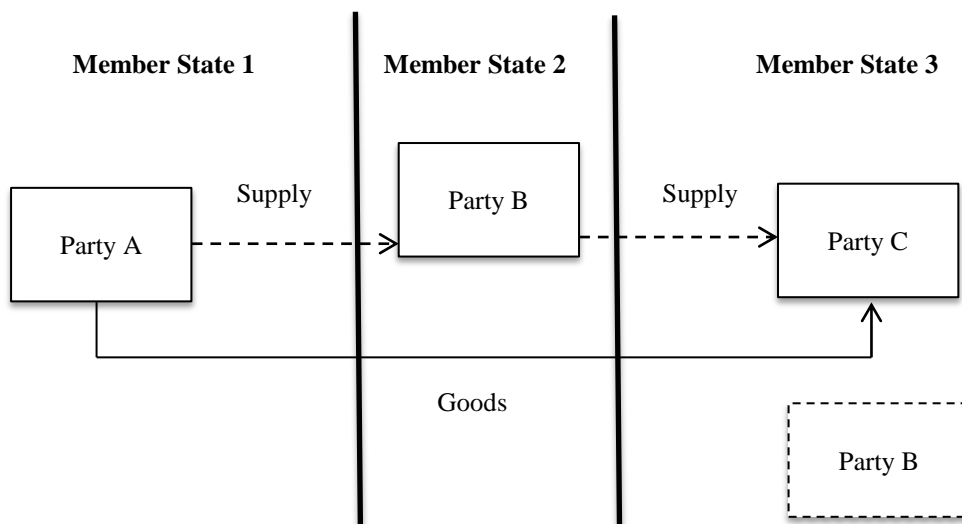 Member State 1
Member State 2
Member State 3
Supply
Party B
Supply
Party A
Party C
Goods
Party B